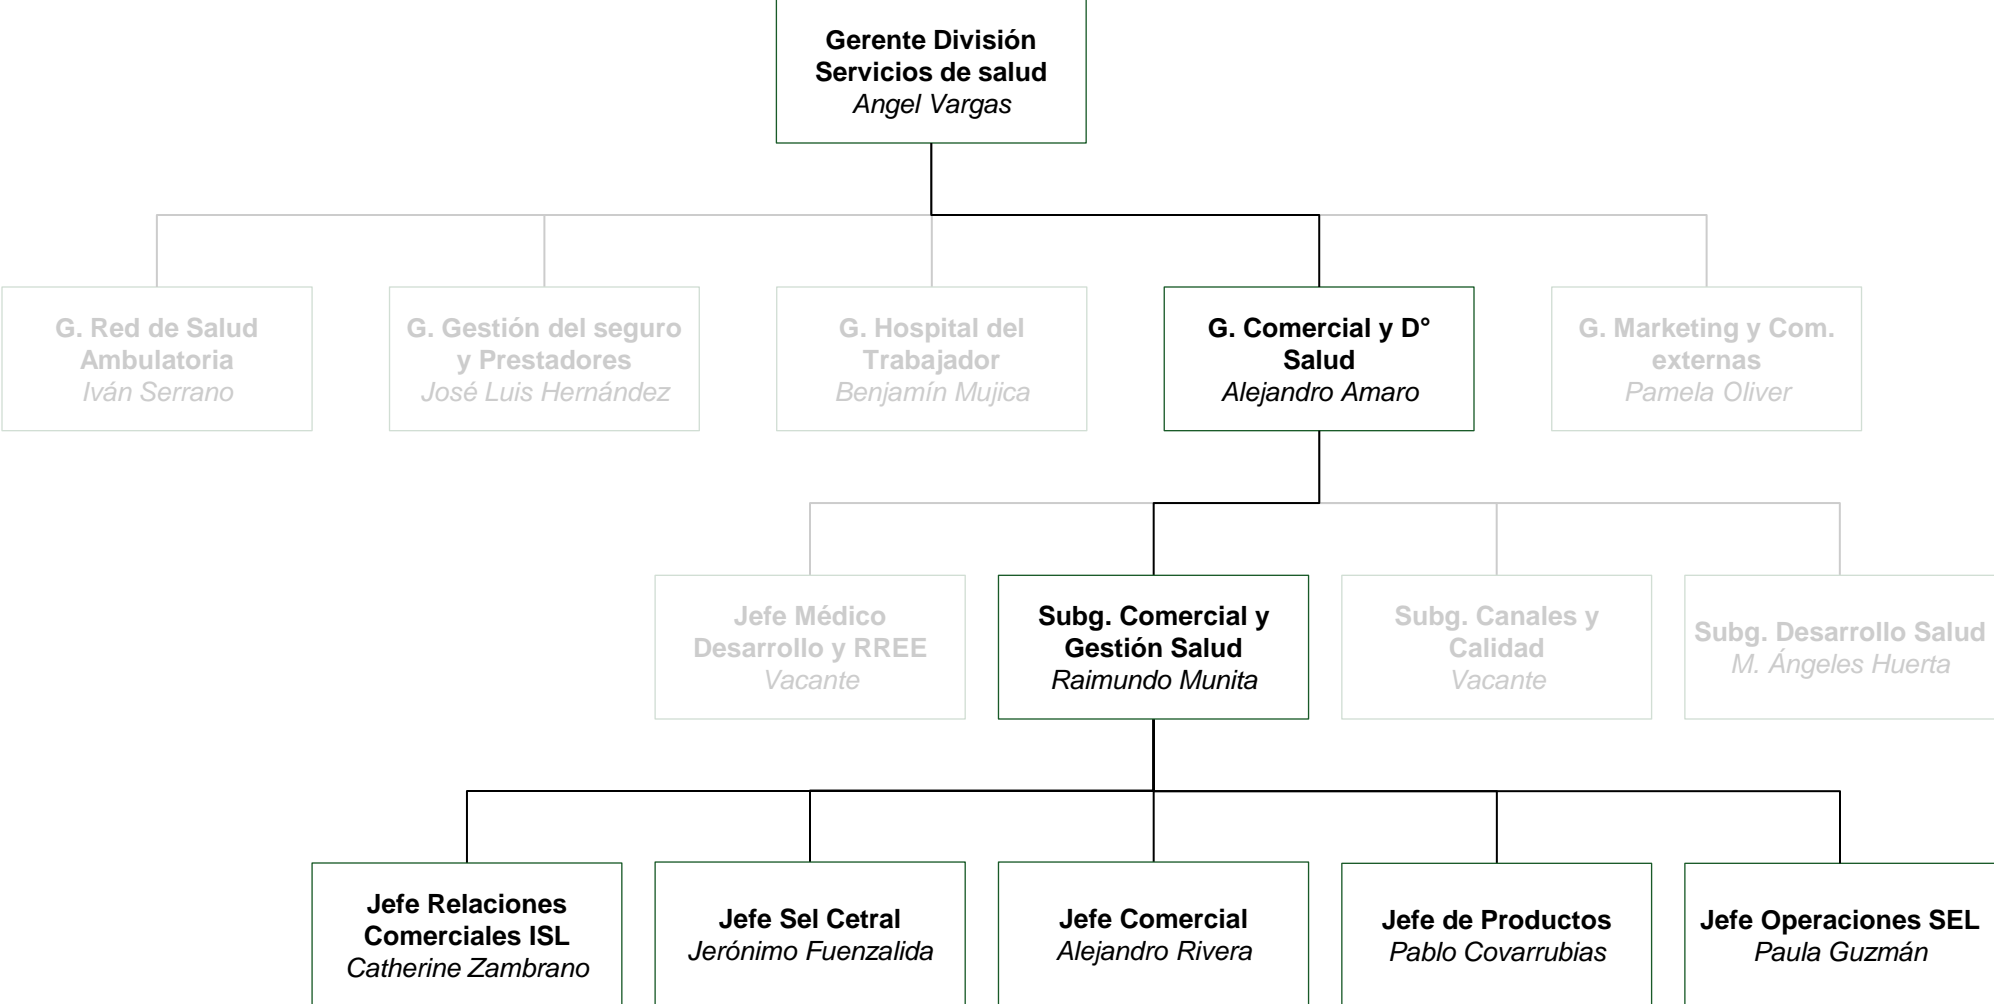 Gerente División
Servicios de salud
Angel Vargas
G. Red de Salud
Ambulatoria
Iván Serrano
G. Gestión del seguro
y Prestadores
José Luis Hernández
G. Hospital del
Trabajador
Benjamín Mujica
G. Comercial y D°
Salud
Alejandro Amaro
G. Marketing y Com.
externas
Pamela Oliver
Jefe Médico
Desarrollo y RREE
Vacante
Subg. Comercial y
Gestión Salud
Raimundo Munita
Subg. Canales y
Calidad
Vacante
Subg. Desarrollo Salud
M. Ángeles Huerta
Jefe Relaciones
Comerciales ISL
Catherine Zambrano
Jefe Sel Cetral
Jerónimo Fuenzalida
Jefe Comercial
Alejandro Rivera
Jefe de Productos
Pablo Covarrubias
Jefe Operaciones SEL
Paula Guzmán